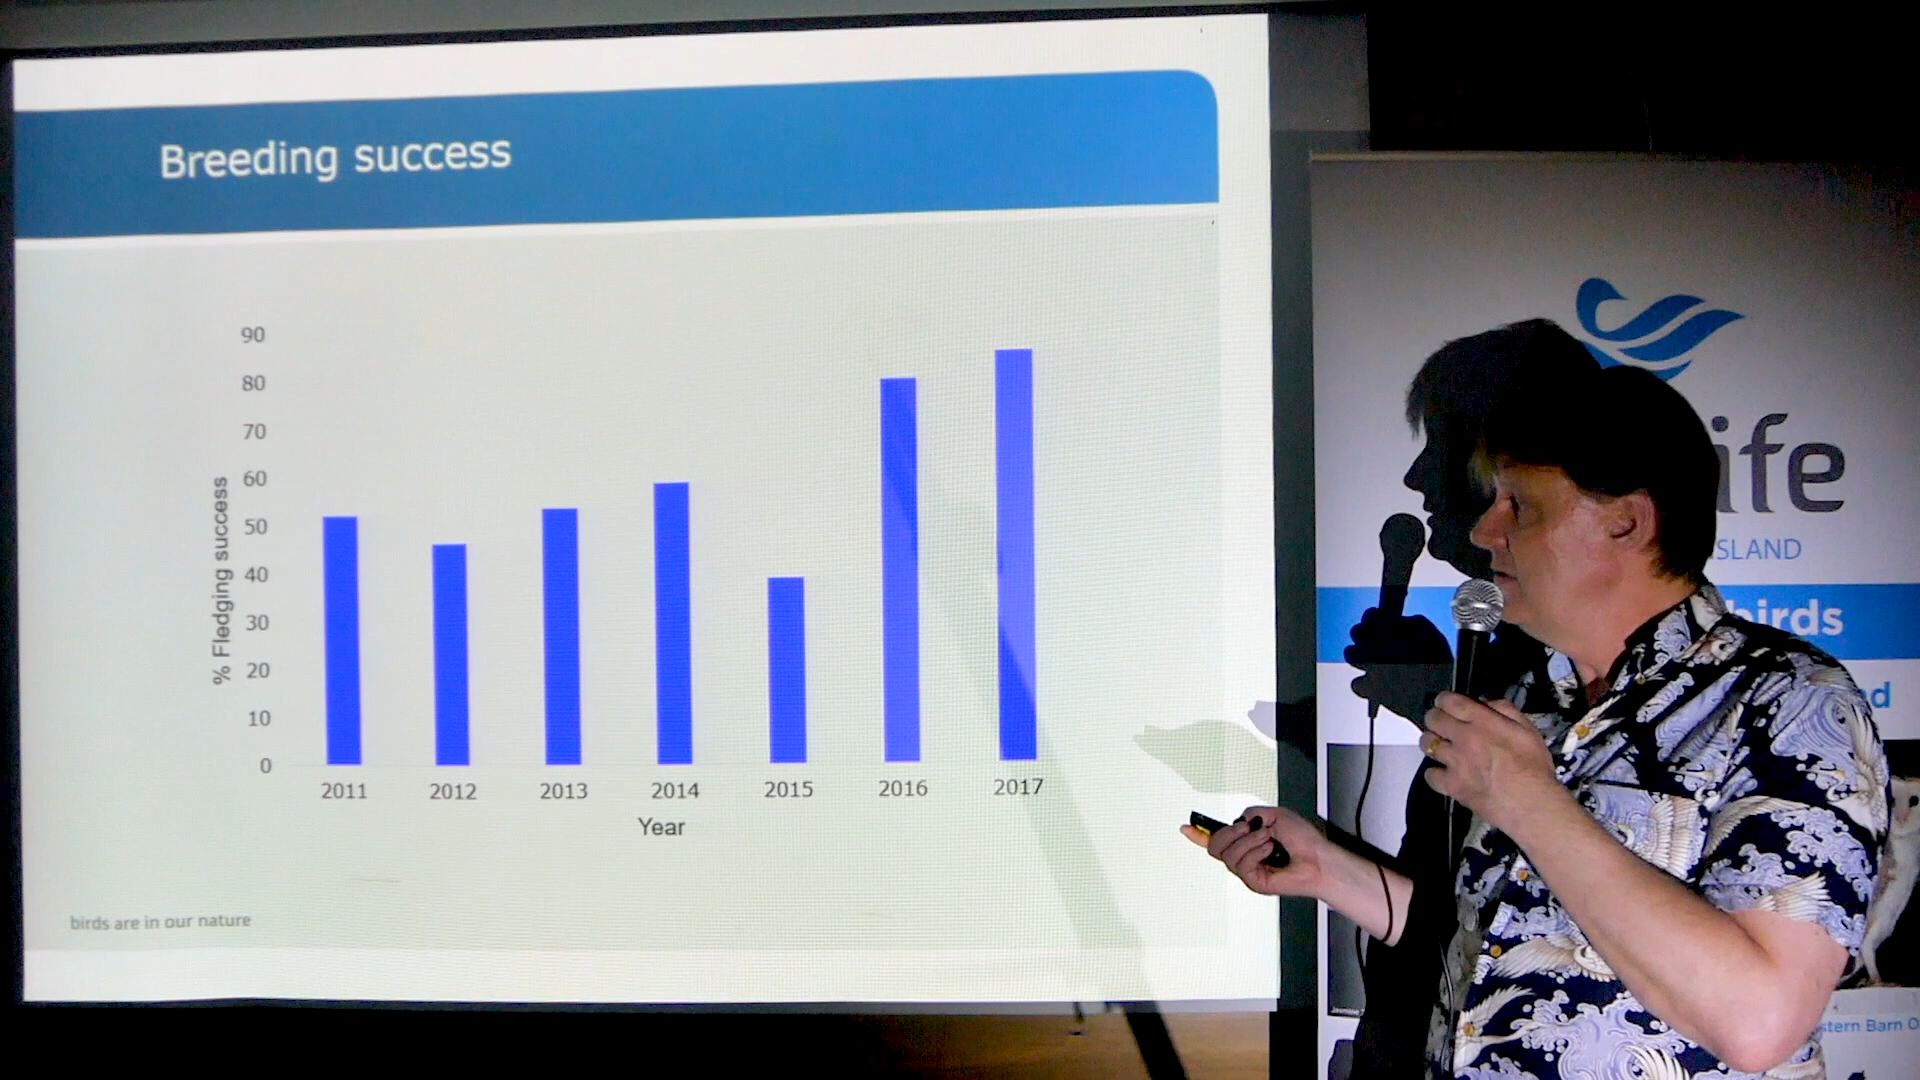 Breeding success
% Fledging success
90
80
70
60
50
40
30
20
10
0
2011 2012 2013 2014 2015 2016 2017
Year
birds are in our nature
ife
SLAND
birds
d
stern Barn O